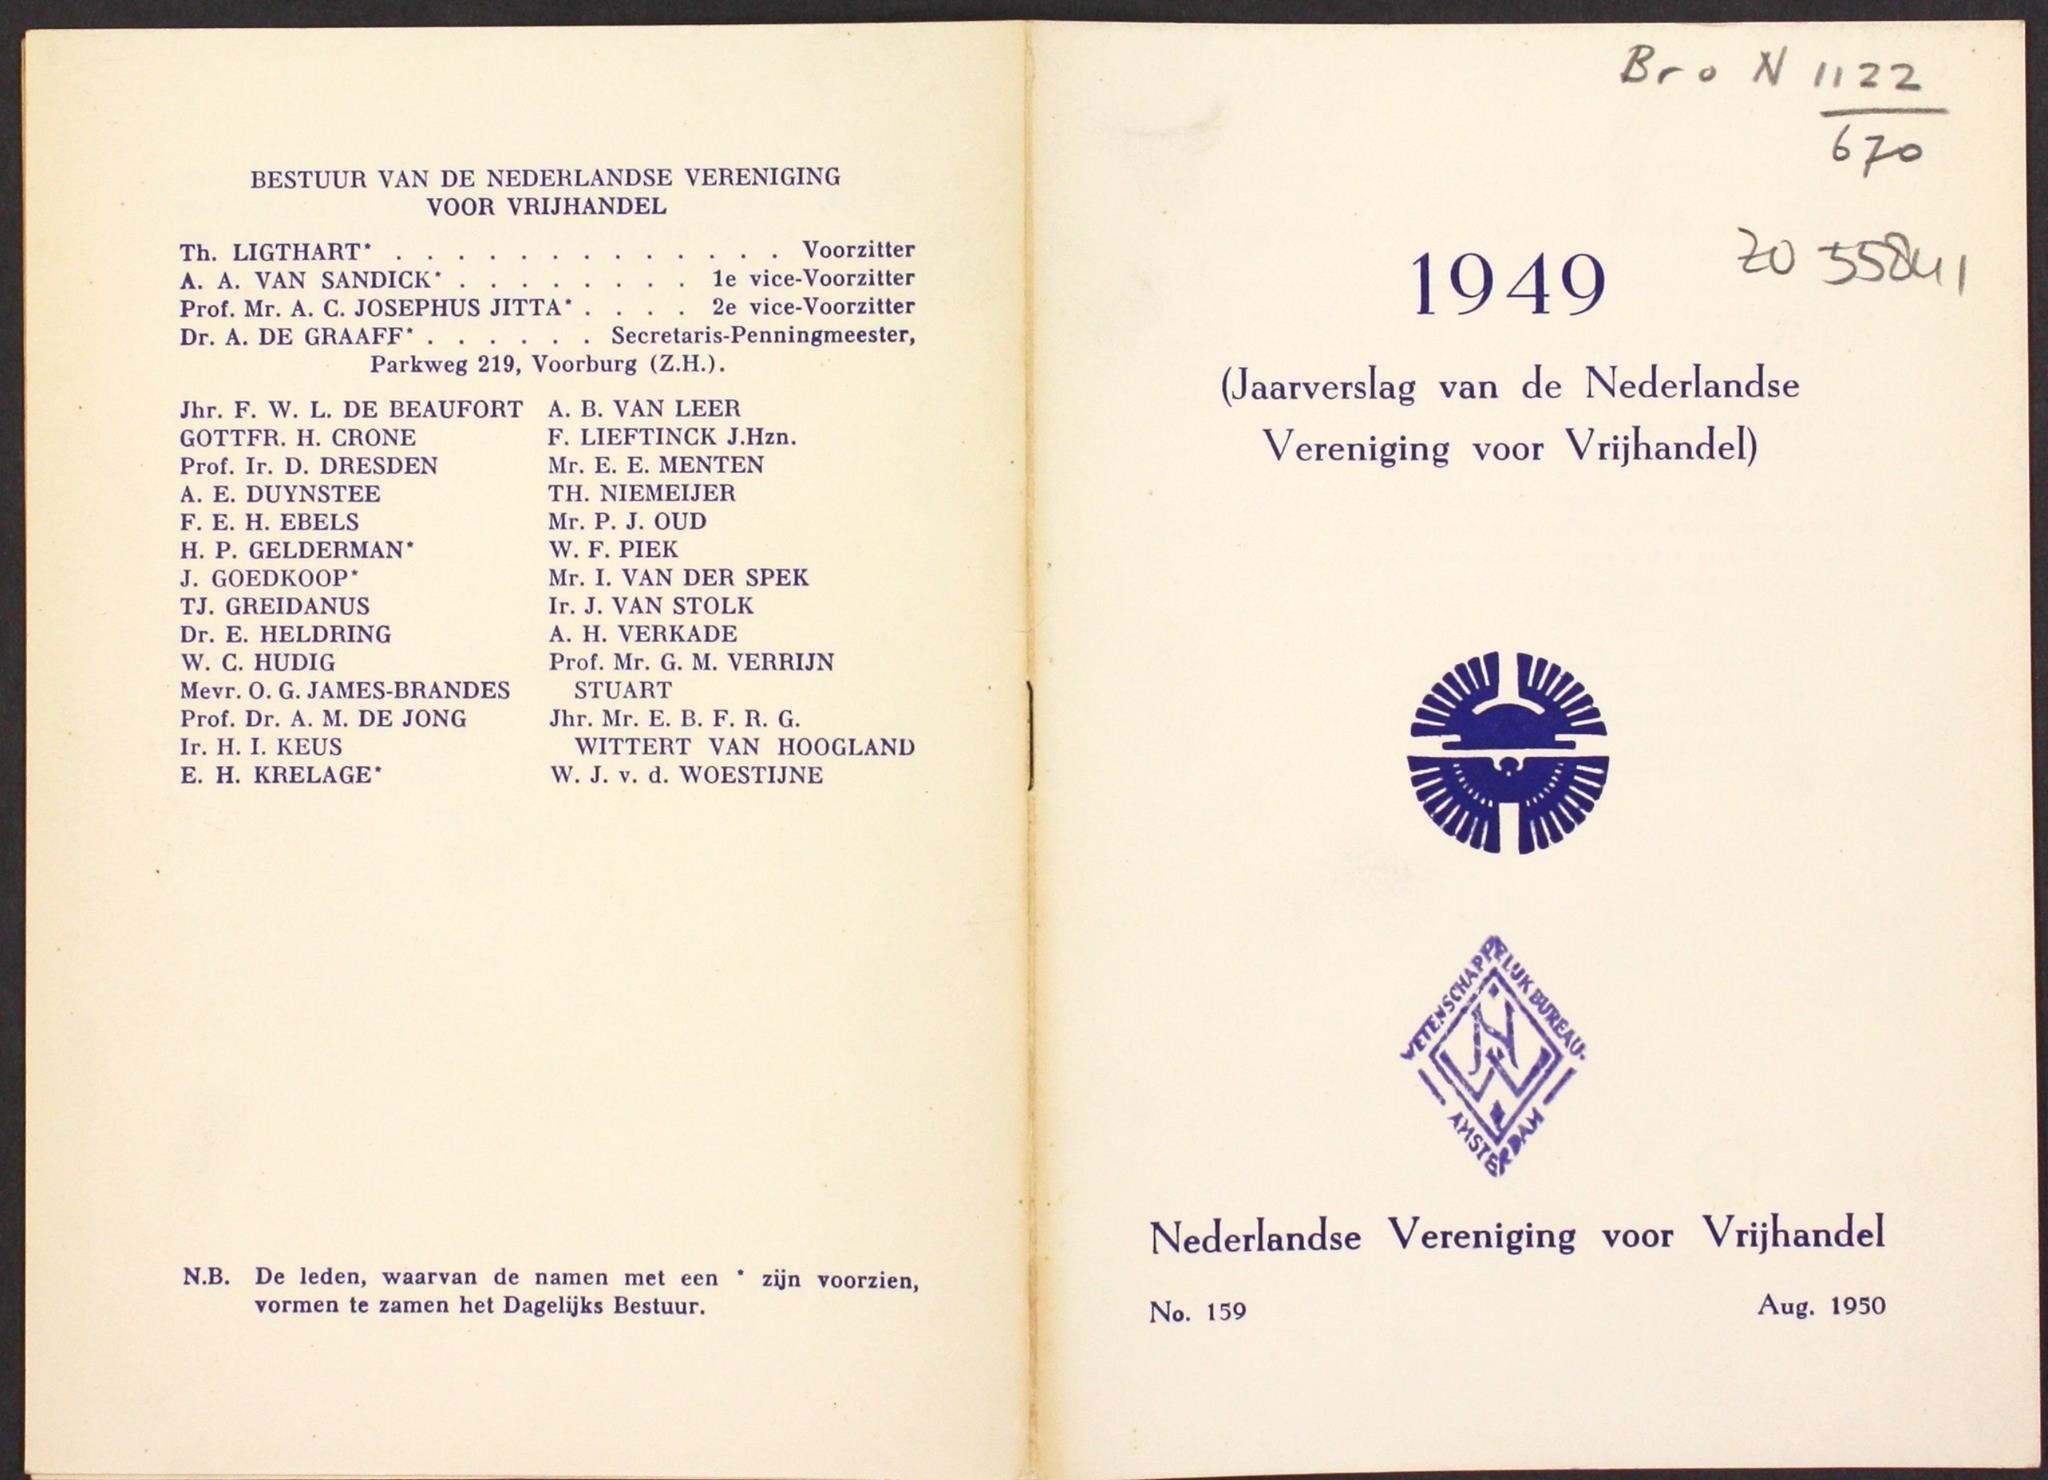 BESTUUR VAN DE NEDERLANDSE VERENIGING
VOOR VRIJHANDEL
Th. LIGTHART* . . . . . . . . . . . . . Voorzitter
A. A. VAN SANDICK* . . . . . . . . 1e vice-Voorzitter
Prof. Mr. A. C. JOSEPHUS JITTA* . . . . 2e vice-Voorzitter
Dr. A. DE GRAAFF* . . . . . . Secretaris-Penningmeester,
Parkweg 219, Voorburg (Z.H.).
Jhr. F. W. L. DE BEAUFORT
GOTTFR. H. CRONE
Prof. Ir. D. DRESDEN
A. E. DUYNSTEE
F. E. H. EBELS
H. P. GELDERMAN*
J. GOEDKOOP*
TJ. GREIDANUS
Dr. E. HELDRING
W. C. HUDIG
Mevr. O. G. JAMES-BRANDES
Prof. Dr. A. M. DE JONG
Ir. H. I. KEUS
E. H. KRELAGE*
A. B. VAN LEER
F. LIEFTINCK J.Hzn.
Mr. E. E. MENTEN
TH. NIEMEIJER
Mr. P. J. OUD
W. F. PIEK
Mr. I. VAN DER SPEK
Ir. J. VAN STOLK
A. H. VERKADE
Prof. Mr. G. M. VERRIJN
STUART
Jhr. Mr. E. B. F. R. G.
WITTERT VAN HOOGLAND
W. J. v. d. WOESTIJNE
N.B. De leden, waarvan de namen met een * zijn voorzien,
vormen te zamen het Dagelijks Bestuur.
Bro N 1122
670
ZO 55841
1949
(Jaarverslag van de Nederlandse
Vereniging voor Vrijhandel)
WETENSCHAPPELIJK BUREAU
AMSTERDAM
Nederlandse Vereniging voor Vrijhandel
No. 159 Aug. 1950